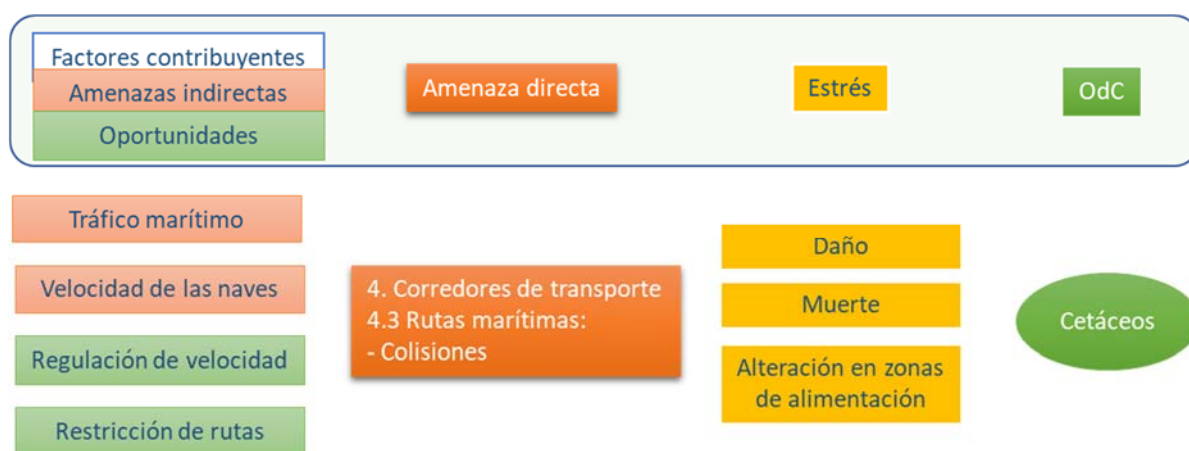 Factores contribuyentes
Amenazas indirectas
Oportunidades
Amenaza directa
Estrés
OdC
Tráfico marítimo
Velocidad de las naves
Regulación de velocidad
Restricción de rutas
4. Corredores de transporte
4.3 Rutas marítimas:
- Colisiones
Daño
Muerte
Alteración en zonas
de alimentación
Cetáceos